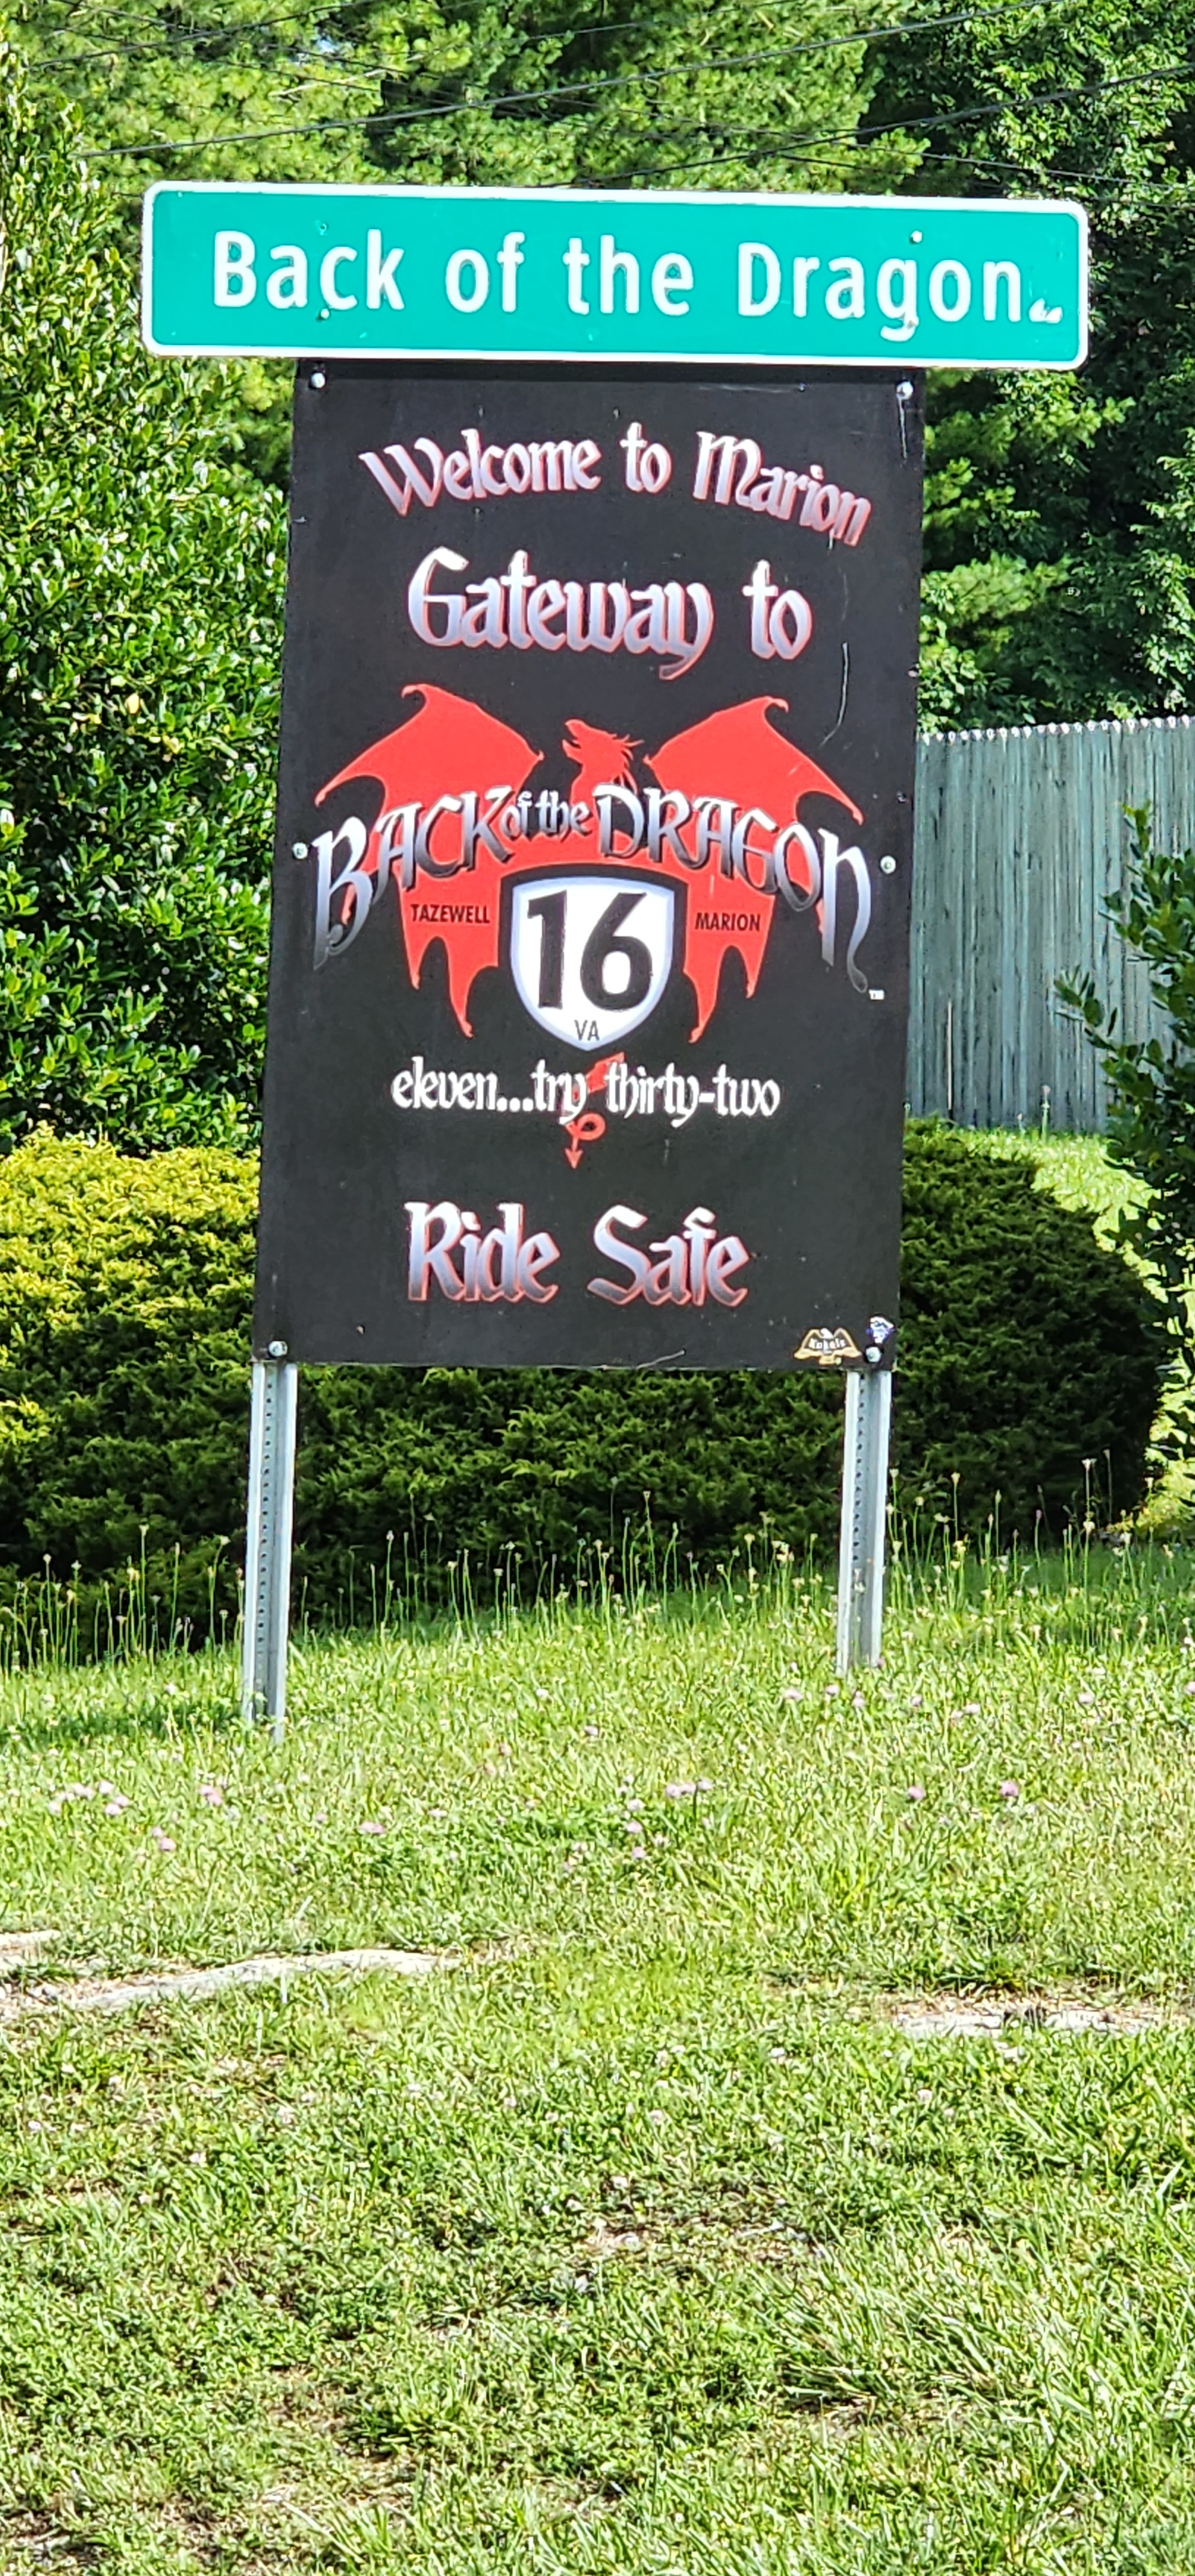 Back of the Dragon
Welcome to Marion
Gateway to
BACK of the DRAGON
TAZEWELL
16
MARION
VA
TM
eleven...try thirty-two
Ride Safe